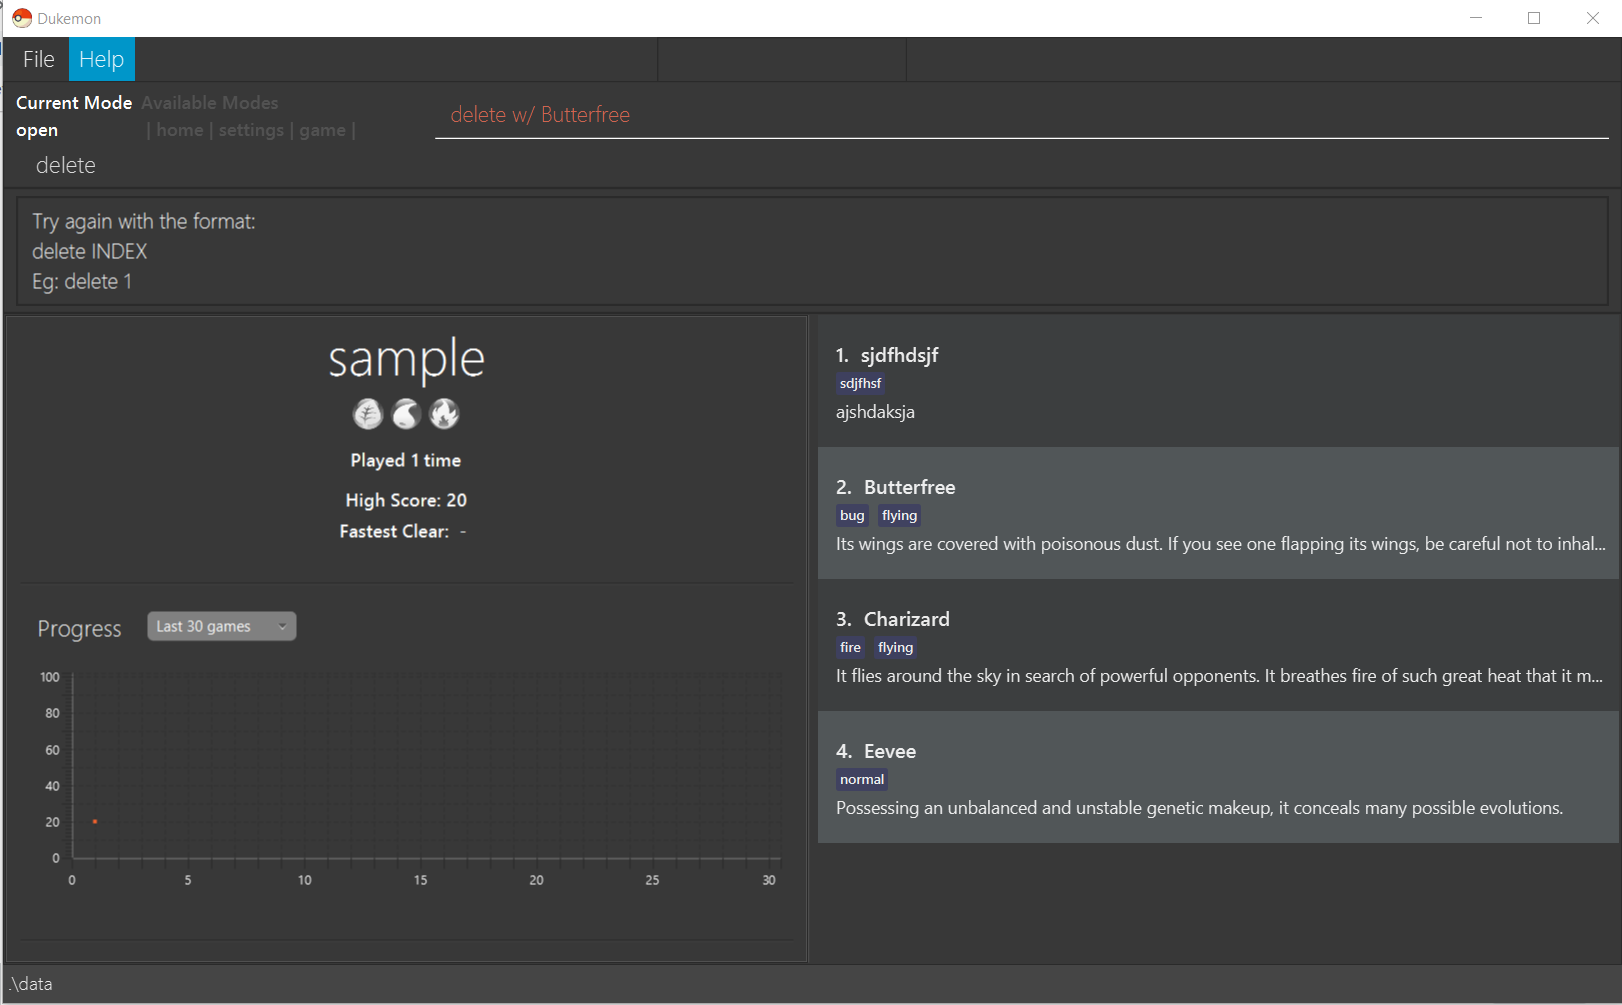 Dukemon
File Help
Current Mode Available Modes
open | home | settings | game |
delete w/ Butterfree
delete
Try again with the format:
delete INDEX
Eg: delete 1
sample
Played 1 time
High Score: 20
Fastest Clear: -
Progress Last 30 games
100
80
60
40
20
0
0 5 10 15 20 25 30
1. sjdfhdsjf
sdjfhsf
ajshdaksja
2. Butterfree
bug flying
Its wings are covered with poisonous dust. If you see one flapping its wings, be careful not to inhal...
3. Charizard
fire flying
It flies around the sky in search of powerful opponents. It breathes fire of such great heat that it m...
4. Eevee
normal
Possessing an unbalanced and unstable genetic makeup, it conceals many possible evolutions.
.\data